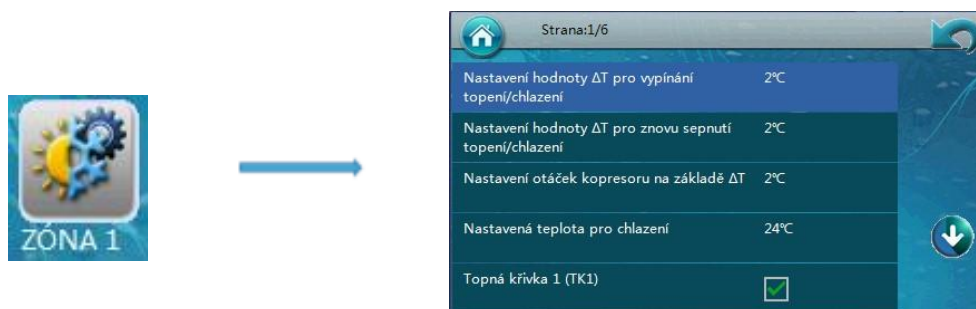 ZÓNA 1
Strana:1/6
Nastavení hodnoty ΔT pro vypínání 2℃
topení/chlazení
Nastavení hodnoty ΔT pro znovu sepnutí 2℃
topení/chlazení
Nastavení otáček kopresoru na základě ΔT 2℃
Nastavená teplota pro chlazení 24℃
Topná křivka 1 (TK1)